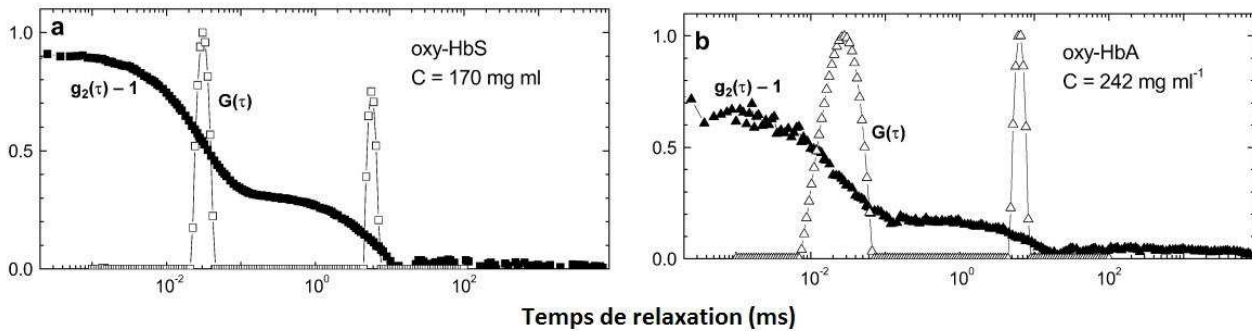 a
oxy-HbS
C = 170 mg ml
g₂(τ) – 1
G(τ)
1.0
0.5
0.0
10⁻²
10⁰
10²
b
oxy-HbA
C = 242 mg ml⁻¹
g₂(τ) – 1
G(τ)
1.0
0.5
0.0
10⁻²
10⁰
10²
Temps de relaxation (ms)